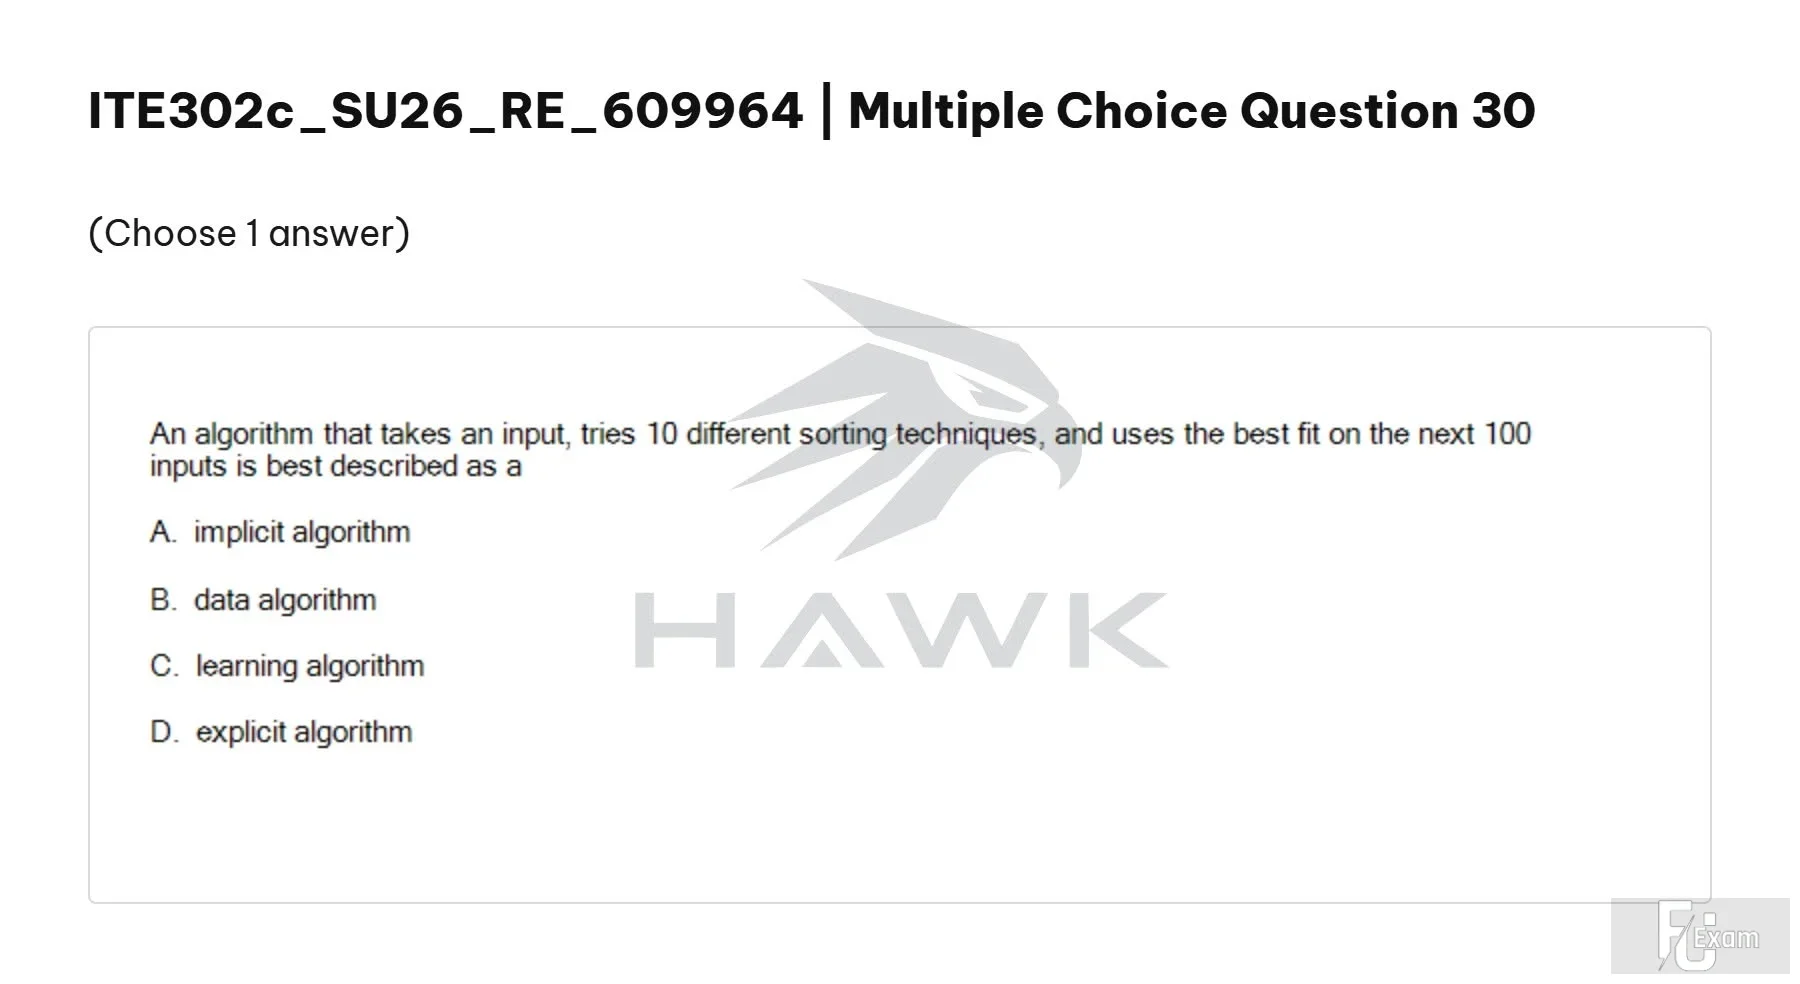 ITE302c_SU26_RE_609964 | Multiple Choice Question 30
(Choose 1 answer)
An algorithm that takes an input, tries 10 different sorting techniques, and uses the best fit on the next 100
inputs is best described as a
A. implicit algorithm
B. data algorithm
C. learning algorithm
D. explicit algorithm
HAWK
FU Exam